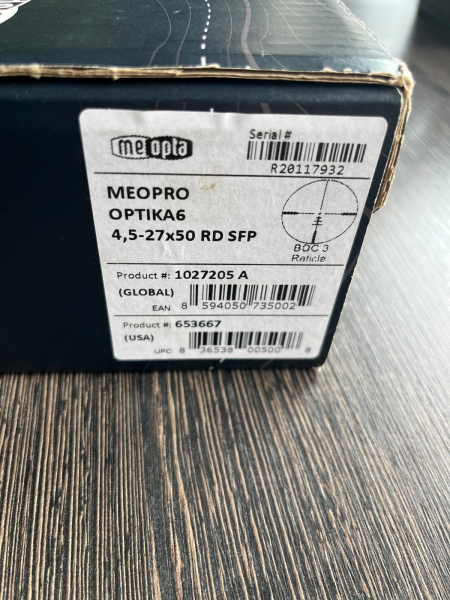 meopta
Serial #
R20117932
MEOPRO
OPTIKA6
4,5-27x50 RD SFP
BDC 3
Reticle
Product #: 1027205 A
(GLOBAL)
EAN 8 594050 735002
Product #: 653667
(USA)
UPC 8 36538 00500 8